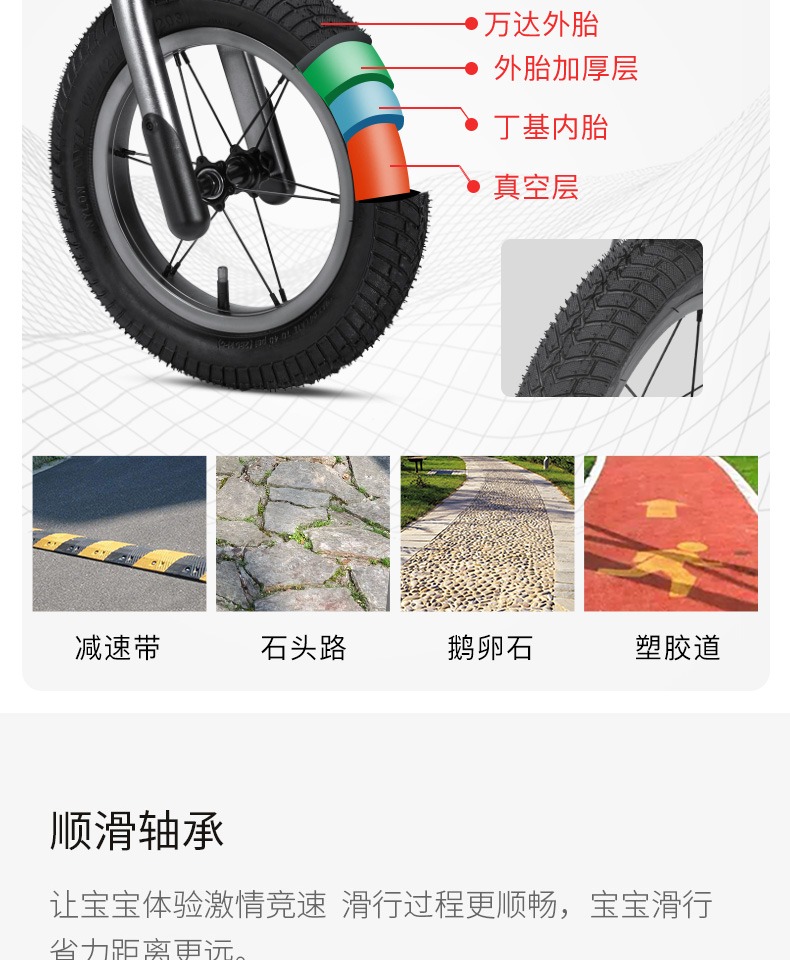 万达外胎
外胎加厚层
丁基内胎
真空层
减速带 石头路 鹅卵石 塑胶道
顺滑轴承
让宝宝体验激情竞速 滑行过程更顺畅，宝宝滑行
省力距离更远。